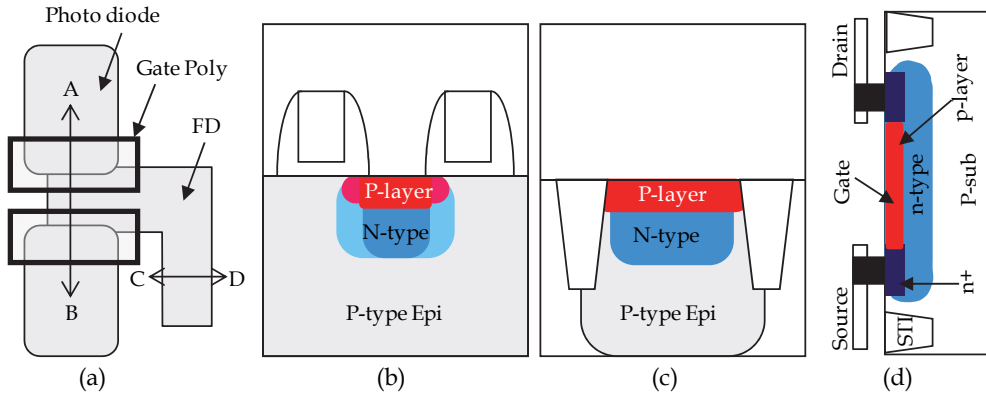 Photo diode
Gate Poly
A
FD
C
D
B
(a)
P-layer
N-type
P-type Epi
(b)
P-layer
N-type
P-type Epi
(c)
Drain
p-layer
Gate
n-type
P-sub
Source
STI
n+
(d)